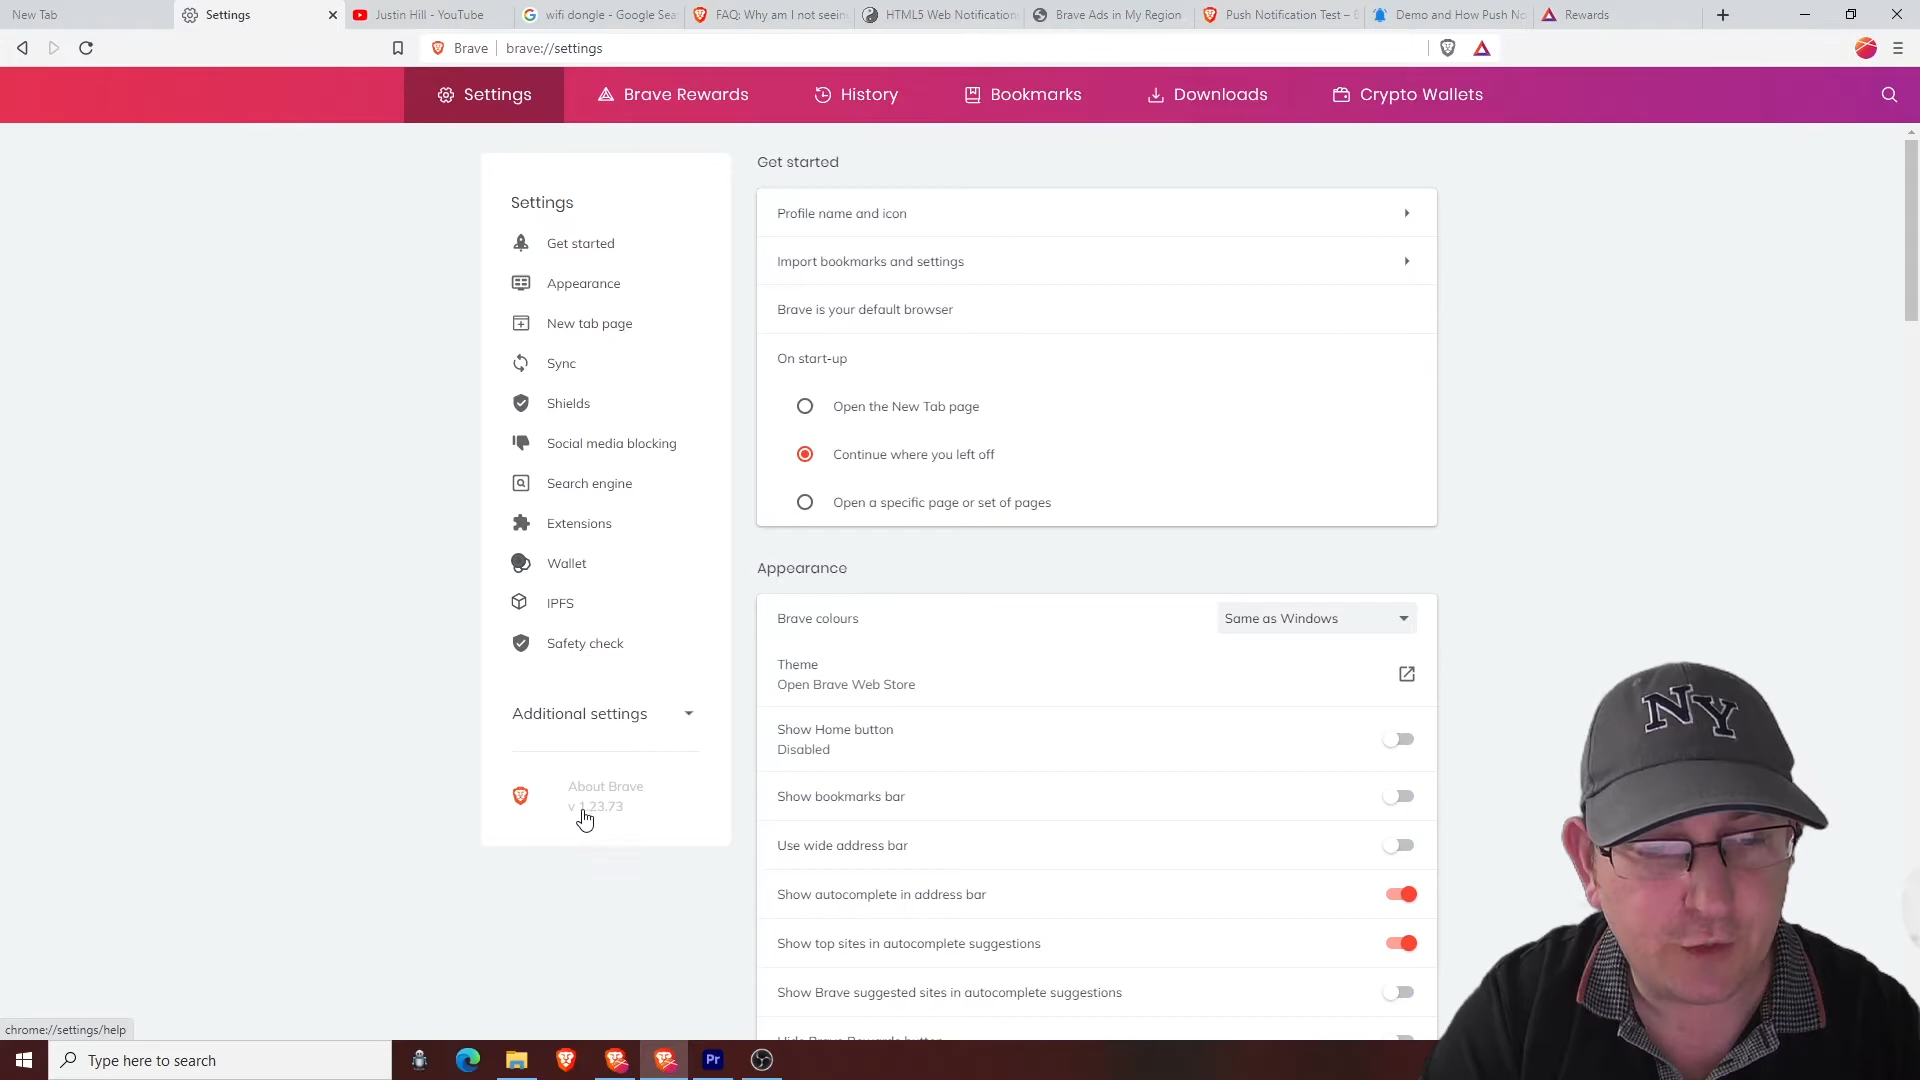 New Tab
Settings
Justin Hill - YouTube
wifi dongle - Google Sea
FAQ: Why am I not seein
HTML5 Web Notification
Brave Ads in My Region
Push Notification Test –
Demo and How Push No
Rewards
Brave
brave://settings
Settings
Brave Rewards
History
Bookmarks
Downloads
Crypto Wallets
Settings
Get started
Appearance
New tab page
Sync
Shields
Social media blocking
Search engine
Extensions
Wallet
IPFS
Safety check
Additional settings
About Brave
v 1.23.73
Get started
Profile name and icon
Import bookmarks and settings
Brave is your default browser
On start-up
Open the New Tab page
Continue where you left off
Open a specific page or set of pages
Appearance
Brave colours
Same as Windows
Theme
Open Brave Web Store
Show Home button
Disabled
Show bookmarks bar
Use wide address bar
Show autocomplete in address bar
Show top sites in autocomplete suggestions
Show Brave suggested sites in autocomplete suggestions
Hide Brave Rewards button
NY
chrome://settings/help
Type here to search
Pr